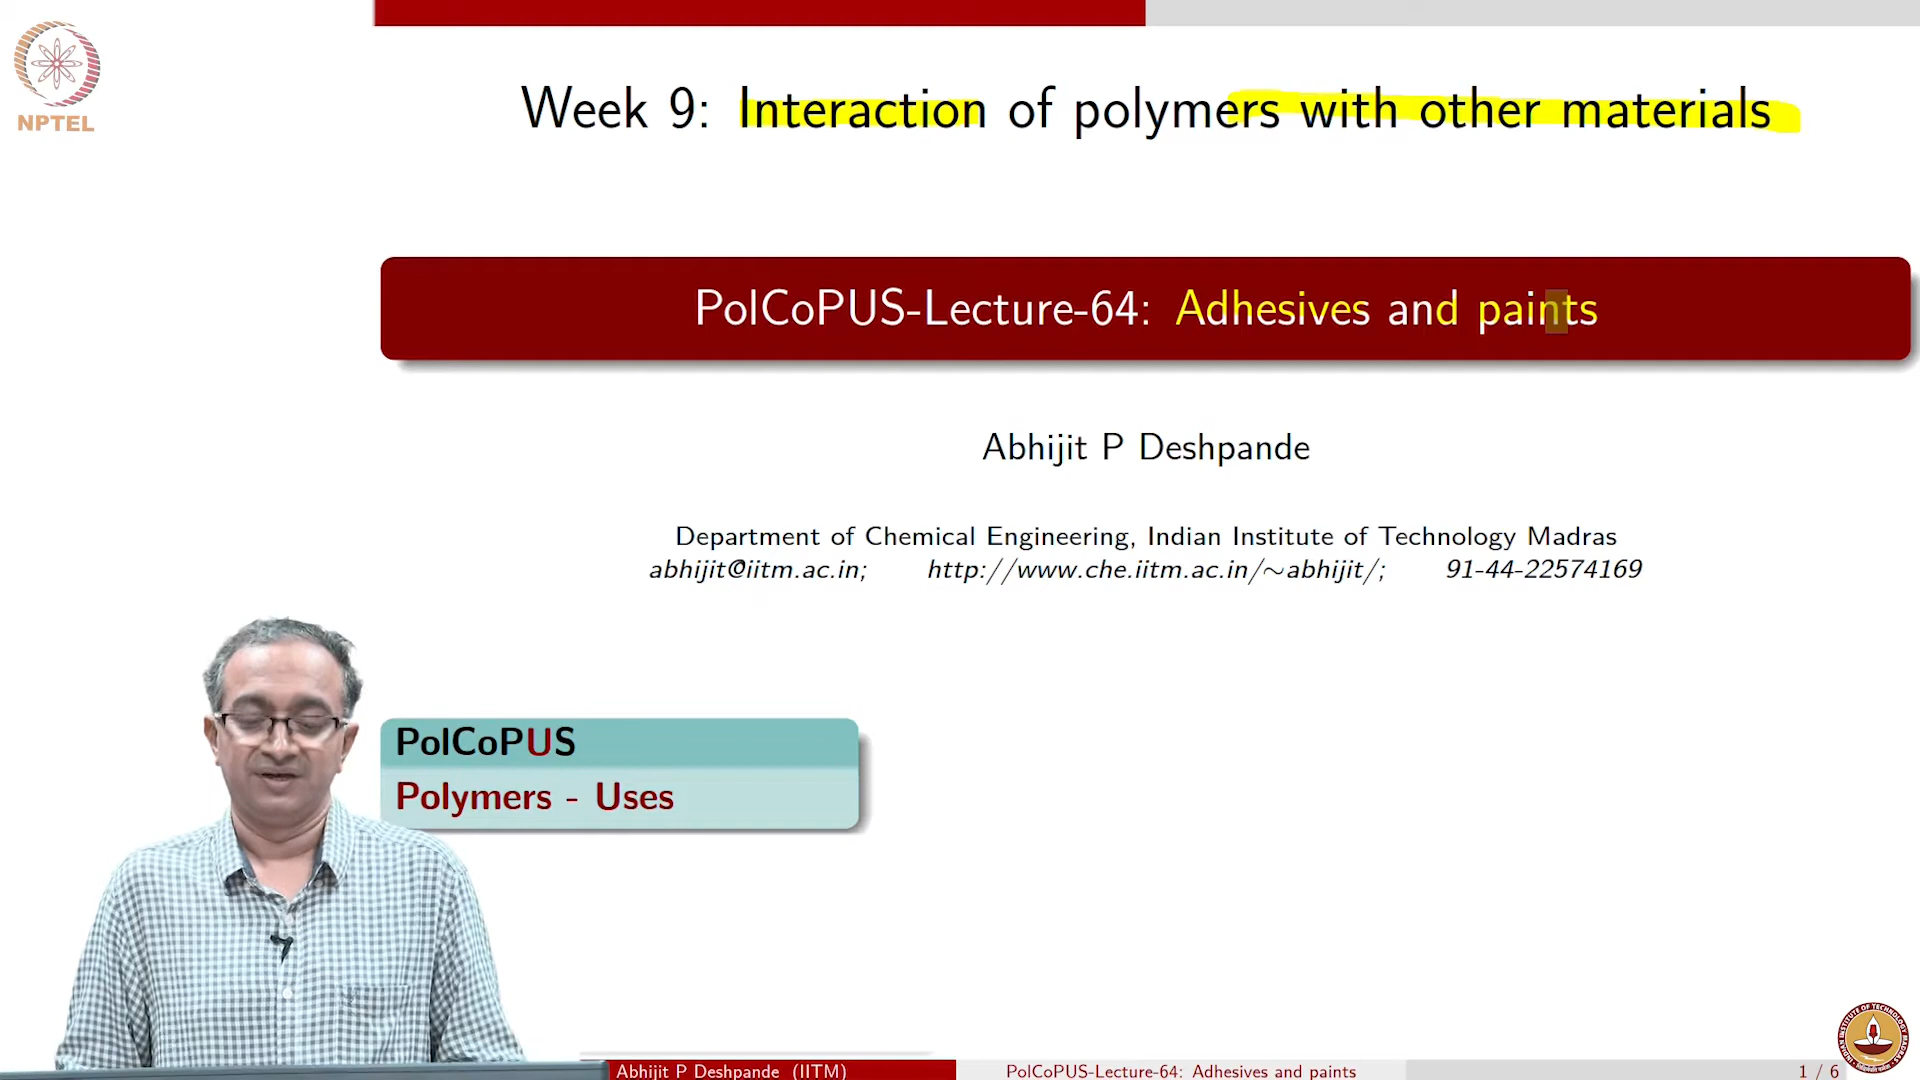 NPTEL
Week 9: Interaction of polymers with other materials
PolCoPUS-Lecture-64: Adhesives and paints
Abhijit P Deshpande
Department of Chemical Engineering, Indian Institute of Technology Madras
abhijit@iitm.ac.in; http://www.che.iitm.ac.in/~abhijit/; 91-44-22574169
PolCoPUS
Polymers - Uses
Abhijit P Deshpande (IITM) PolCoPUS-Lecture-64: Adhesives and paints 1 / 6